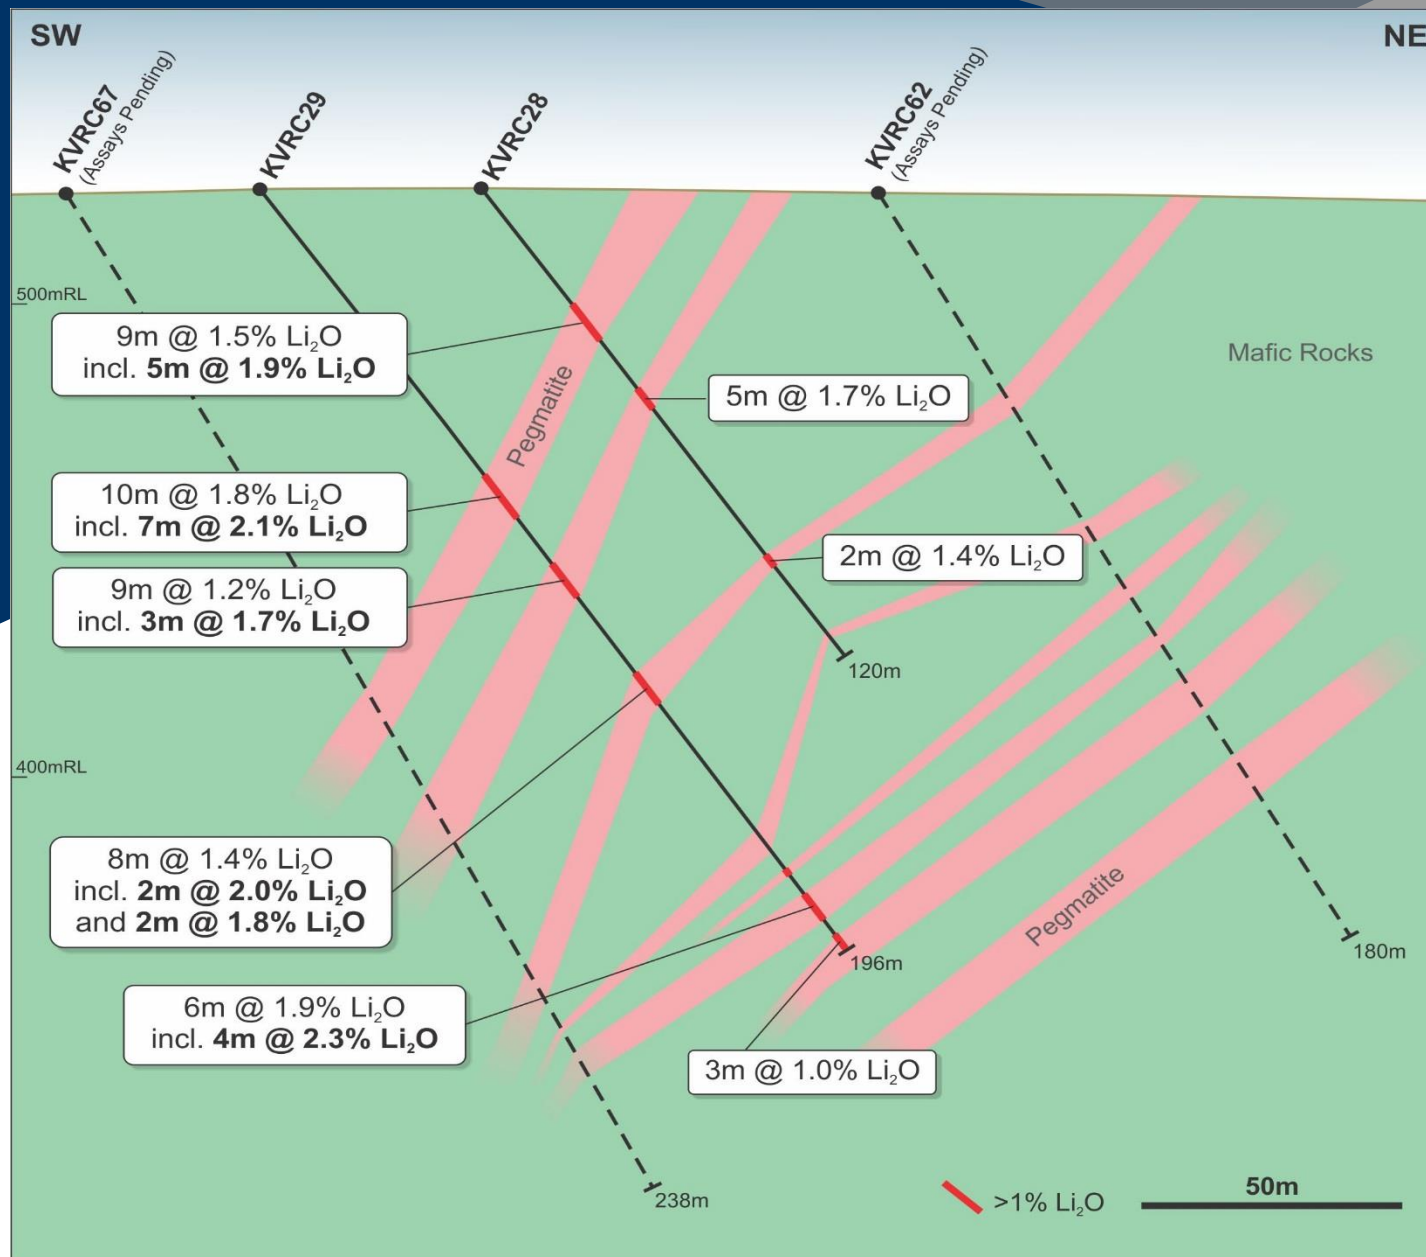 SW
NE
KVRC67
(Assays Pending)
KVRC29
KVRC28
KVRC62
(Assays Pending)
500mRL
9m @ 1.5% Li₂O
incl. 5m @ 1.9% Li₂O
Mafic Rocks
Pegmatite
5m @ 1.7% Li₂O
10m @ 1.8% Li₂O
incl. 7m @ 2.1% Li₂O
2m @ 1.4% Li₂O
9m @ 1.2% Li₂O
incl. 3m @ 1.7% Li₂O
120m
400mRL
8m @ 1.4% Li₂O
incl. 2m @ 2.0% Li₂O
and 2m @ 1.8% Li₂O
Pegmatite
196m
180m
6m @ 1.9% Li₂O
incl. 4m @ 2.3% Li₂O
3m @ 1.0% Li₂O
238m
>1% Li₂O
50m